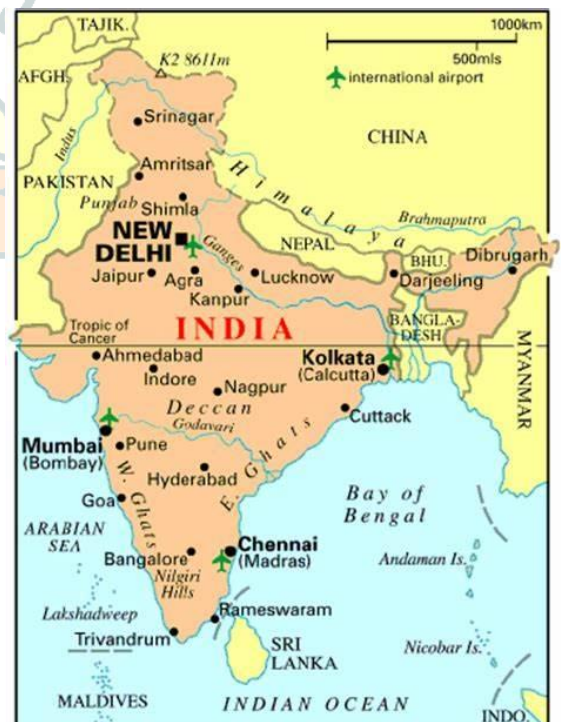 TAJIK.
1000km
K2 8611m
500mls
AFGH.
international airport
Srinagar
Indus
CHINA
Amritsar
PAKISTAN
Punjab
Himalaya
Shimla
NEW
DELHI
Ganges
NEPAL
Brahmaputra
BHU.
Dibrugarh
Jaipur
Agra
Lucknow
Darjeeling
Kanpur
Tropic of
Cancer
INDIA
BANGLA-
DESH
MYANMAR
Ahmedabad
Kolkata
(Calcutta)
Indore
Nagpur
Deccan
Godavari
Cuttack
Mumbai
(Bombay)
Pune
E. Ghats
W. Ghats
Hyderabad
Goa
Bay of
Bengal
ARABIAN
SEA
Chennai
(Madras)
Bangalore
Andaman Is.
Nilgiri
Hills
Lakshadweep
Rameswaram
Trivandrum
SRI
LANKA
Nicobar Is.
MALDIVES
INDIAN OCEAN
INDO.